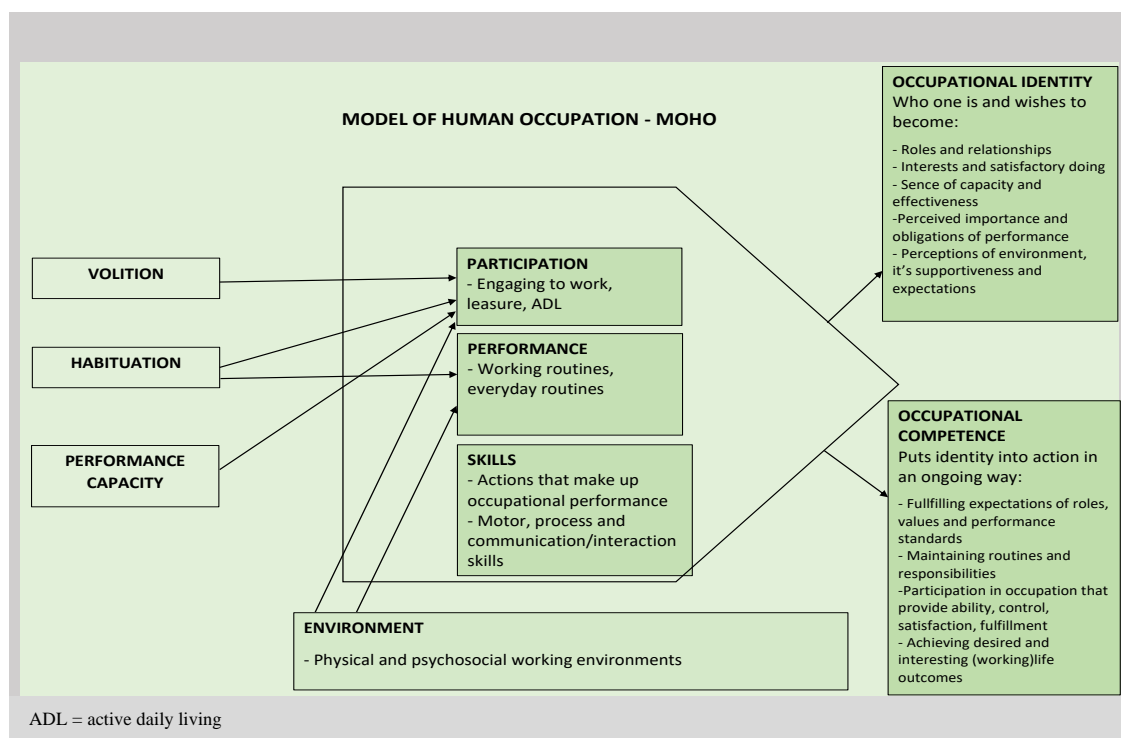 MODEL OF HUMAN OCCUPATION - MOHO
VOLITION
HABITUATION
PERFORMANCE
CAPACITY
PARTICIPATION
- Engaging to work,
leasure, ADL
PERFORMANCE
- Working routines,
everyday routines
SKILLS
- Actions that make up
occupational performance
- Motor, process and
communication/interaction
skills
ENVIRONMENT
- Physical and psychosocial working environments
OCCUPATIONAL IDENTITY
Who one is and wishes to
become:
- Roles and relationships
- Interests and satisfactory doing
- Sence of capacity and
effectiveness
-Perceived importance and
obligations of performance
- Perceptions of environment,
it’s supportiveness and
expectations
OCCUPATIONAL
COMPETENCE
Puts identity into action in
an ongoing way:
- Fullfilling expectations of roles,
values and performance
standards
- Maintaining routines and
responsibilities
-Participation in occupation that
provide ability, control,
satisfaction, fulfillment
- Achieving desired and
interesting (working)life
outcomes
ADL = active daily living